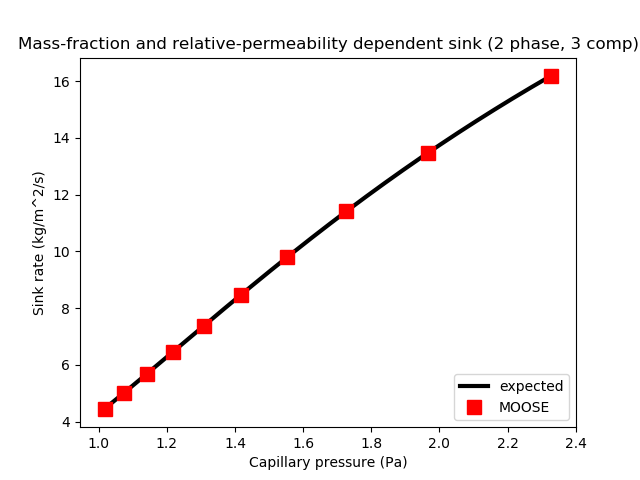 Mass-fraction and relative-permeability dependent sink (2 phase, 3 comp)
Sink rate (kg/m^2/s)
16
14
12
10
8
6
4
1.0 1.2 1.4 1.6 1.8 2.0 2.2 2.4
Capillary pressure (Pa)
expected
MOOSE